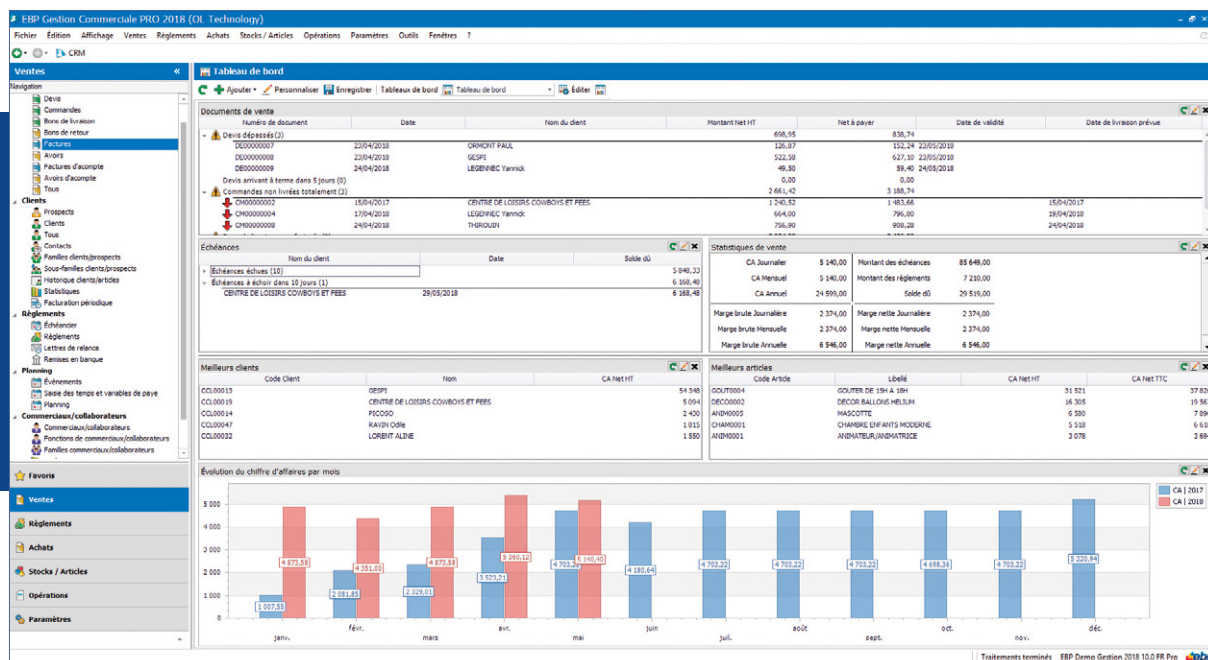 EBP Gestion Commerciale PRO 2018 (OL Technology)
Fichier Édition Affichage Ventes Règlements Achats Stocks / Articles Opérations Paramètres Outils Fenêtres ?
CRM
Ventes «
Navigation
Devis
Commandes
Bons de livraison
Bons de retour
Factures
Avoirs
Factures d'acompte
Avoirs d'acompte
Tous
Clients
Prospects
Clients
Tous
Contacts
Familles clients/prospects
Sous-familles clients/prospects
Historique clients/articles
Statistiques
Facturation périodique
Règlements
Échéancier
Règlements
Lettres de relance
Remises en banque
Planning
Évènements
Saisie des temps et variables de paye
Planning
Commerciaux/collaborateurs
Commerciaux/collaborateurs
Fonctions de commerciaux/collaborateurs
Familles commerciaux/collaborateurs
Favoris
Ventes
Règlements
Achats
Stocks / Articles
Opérations
Paramètres
Tableau de bord
Ajouter Personnaliser Enregistrer Tableaux de bord Tableau de bord Éditer
Documents de vente
Numéro de document Date Nom du client Montant Net HT Net à payer Date de validité Date de livraison prévue
Devis dépassés (3) 698,95 838,74
DE00000007 23/04/2018 ORMONT PAUL 126,87 152,24 23/05/2018
DE00000008 23/04/2018 GESPI 522,58 627,10 23/05/2018
DE00000009 24/04/2018 LEGENNEC Yannick 49,50 59,40 24/05/2018
Devis arrivant à terme dans 5 jours (0) 0,00 0,00
Commandes non livrées totalement (3) 2 661,42 3 188,74
CM00000002 15/04/2017 CENTRE DE LOISIRS COWBOYS ET FEES 1 240,52 1 483,66 15/04/2017
CM00000004 17/04/2018 LEGENNEC Yannick 664,00 796,80 19/04/2018
CM00000008 24/04/2018 THIROUIN 756,90 908,28 24/04/2018
Échéances
Nom du client Date Solde dû
Échéances échues (10) 5 848,33
Échéances à échoir dans 10 jours (1) 6 168,40
CENTRE DE LOISIRS COWBOYS ET FEES 29/05/2018 6 168,48
Statistiques de vente
CA Journalier 5 140,00 Montant des échéances 85 649,00
CA Mensuel 5 140,00 Montant des règlements 7 210,00
CA Annuel 24 599,00 Solde dû 29 519,00
Marge brute Journalière 2 374,00 Marge nette Journalière 2 374,00
Marge brute Mensuelle 2 374,00 Marge nette Mensuelle 2 374,00
Marge brute Annuelle 6 546,00 Marge nette Annuelle 6 546,00
Meilleurs clients
Code Client Nom CA Net HT
CCL00013 GESPI 54 348
CCL00019 CENTRE DE LOISIRS COWBOYS ET FEES 5 094
CCL00014 PICOSO 2 430
CCL00047 RAVIN Odile 1 815
CCL00032 LORENT ALINE 1 550
Meilleurs articles
Code Article Libellé CA Net HT CA Net TTC
GOUT0004 GOUTER DE 15H A 18H 31 521
DECO0002 DECOR BALLONS HELIUM 16 305
ANIM0005 MASCOTTE 6 580
CHAM0001 CHAMBRE ENFANTS MODERNE 5 518
ANIM0001 ANIMATEUR/ANIMATRICE 3 078
Évolution du chiffre d'affaires par mois
CA | 2017
CA | 2018
5 000
4 000
3 000
2 000
1 000
1 007,55 4 873,58 2 081,85 4 351,00 2 329,01 4 873,58 3 523,21 5 360,12 4 703,22 5 140,40 4 180,64 4 703,22 4 703,22 4 703,22 4 698,36 4 703,22 5 220,94
janv. févr. mars avr. mai juin juil. août sept. oct. nov. déc.
Traitements terminés EBP Demo Gestion 2018 10.0 FR Pro ebp